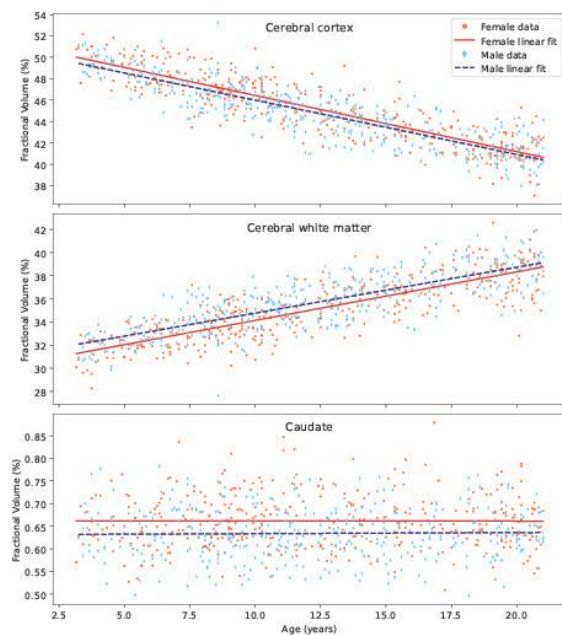 Cerebral cortex
Female data
Female linear fit
Male data
Male linear fit
Fractional Volume (%)
54
52
50
48
46
44
42
40
38
Cerebral white matter
Fractional Volume (%)
42
40
38
36
34
32
30
28
Caudate
Fractional Volume (%)
0.85
0.80
0.75
0.70
0.65
0.60
0.55
0.50
2.5 5.0 7.5 10.0 12.5 15.0 17.5 20.0
Age (years)